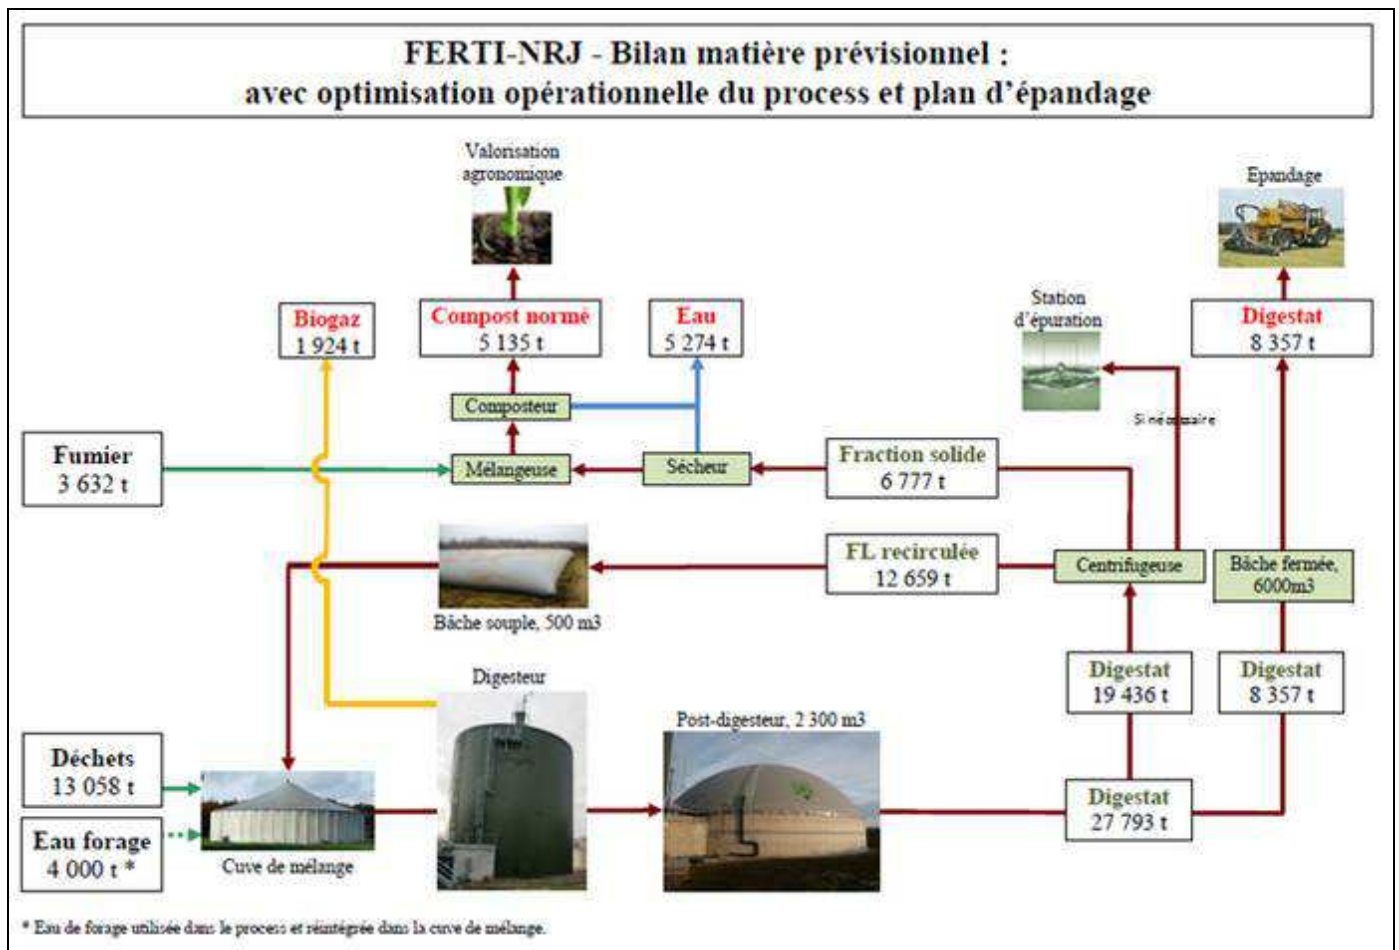 FERTI-NRJ - Bilan matière prévisionnel :
avec optimisation opérationnelle du process et plan d'épandage
Valorisation
agronomique
Epandage
Station
d'épuration
Biogaz
1 924 t
Compost normé
5 135 t
Eau
5 274 t
Digestat
8 357 t
Composteur
Si nécessaire
Fumier
3 632 t
Mélangeuse
Sécheur
Fraction solide
6 777 t
FL recirculée
12 659 t
Centrifugeuse
Bâche fermée,
6000m3
Bâche souple, 500 m3
Digesteur
Digestat
19 436 t
Digestat
8 357 t
Post-digesteur, 2 300 m3
Déchets
13 058 t
Digestat
27 793 t
Eau forage
4 000 t *
Cuve de mélange
* Eau de forage utilisée dans le process et réintégrée dans la cuve de mélange.